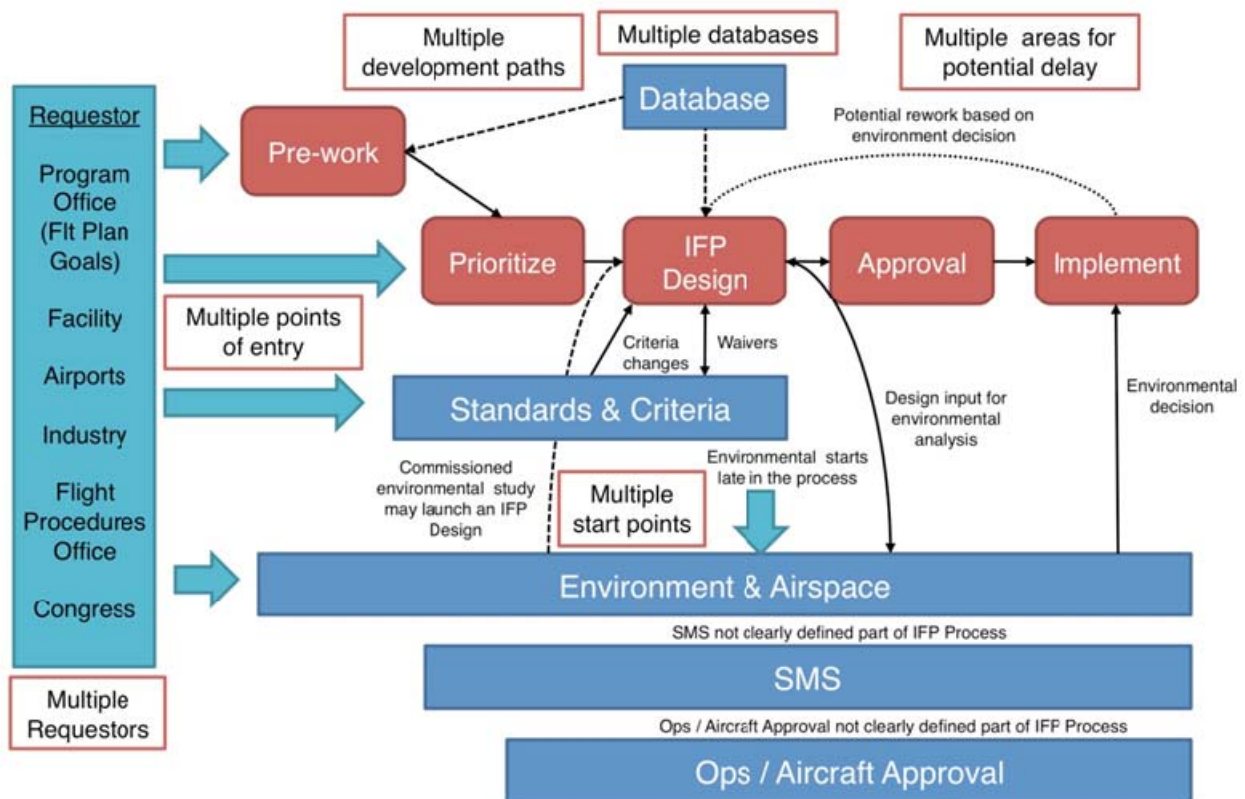 Multiple
development paths
Multiple databases
Multiple areas for
potential delay
Database
Requestor
Program
Office
(Flt Plan
Goals)
Facility
Airports
Industry
Flight
Procedures
Office
Congress
Pre-work
Potential rework based on
environment decision
Prioritize
IFP
Design
Approval
Implement
Multiple points
of entry
Criteria
changes
Waivers
Standards & Criteria
Design input for
environmental
analysis
Environmental
decision
Commissioned
environmental study
may launch an IFP
Design
Multiple
start points
Environmental starts
late in the process
Environment & Airspace
SMS not clearly defined part of IFP Process
SMS
Multiple
Requestors
Ops / Aircraft Approval not clearly defined part of IFP Process
Ops / Aircraft Approval